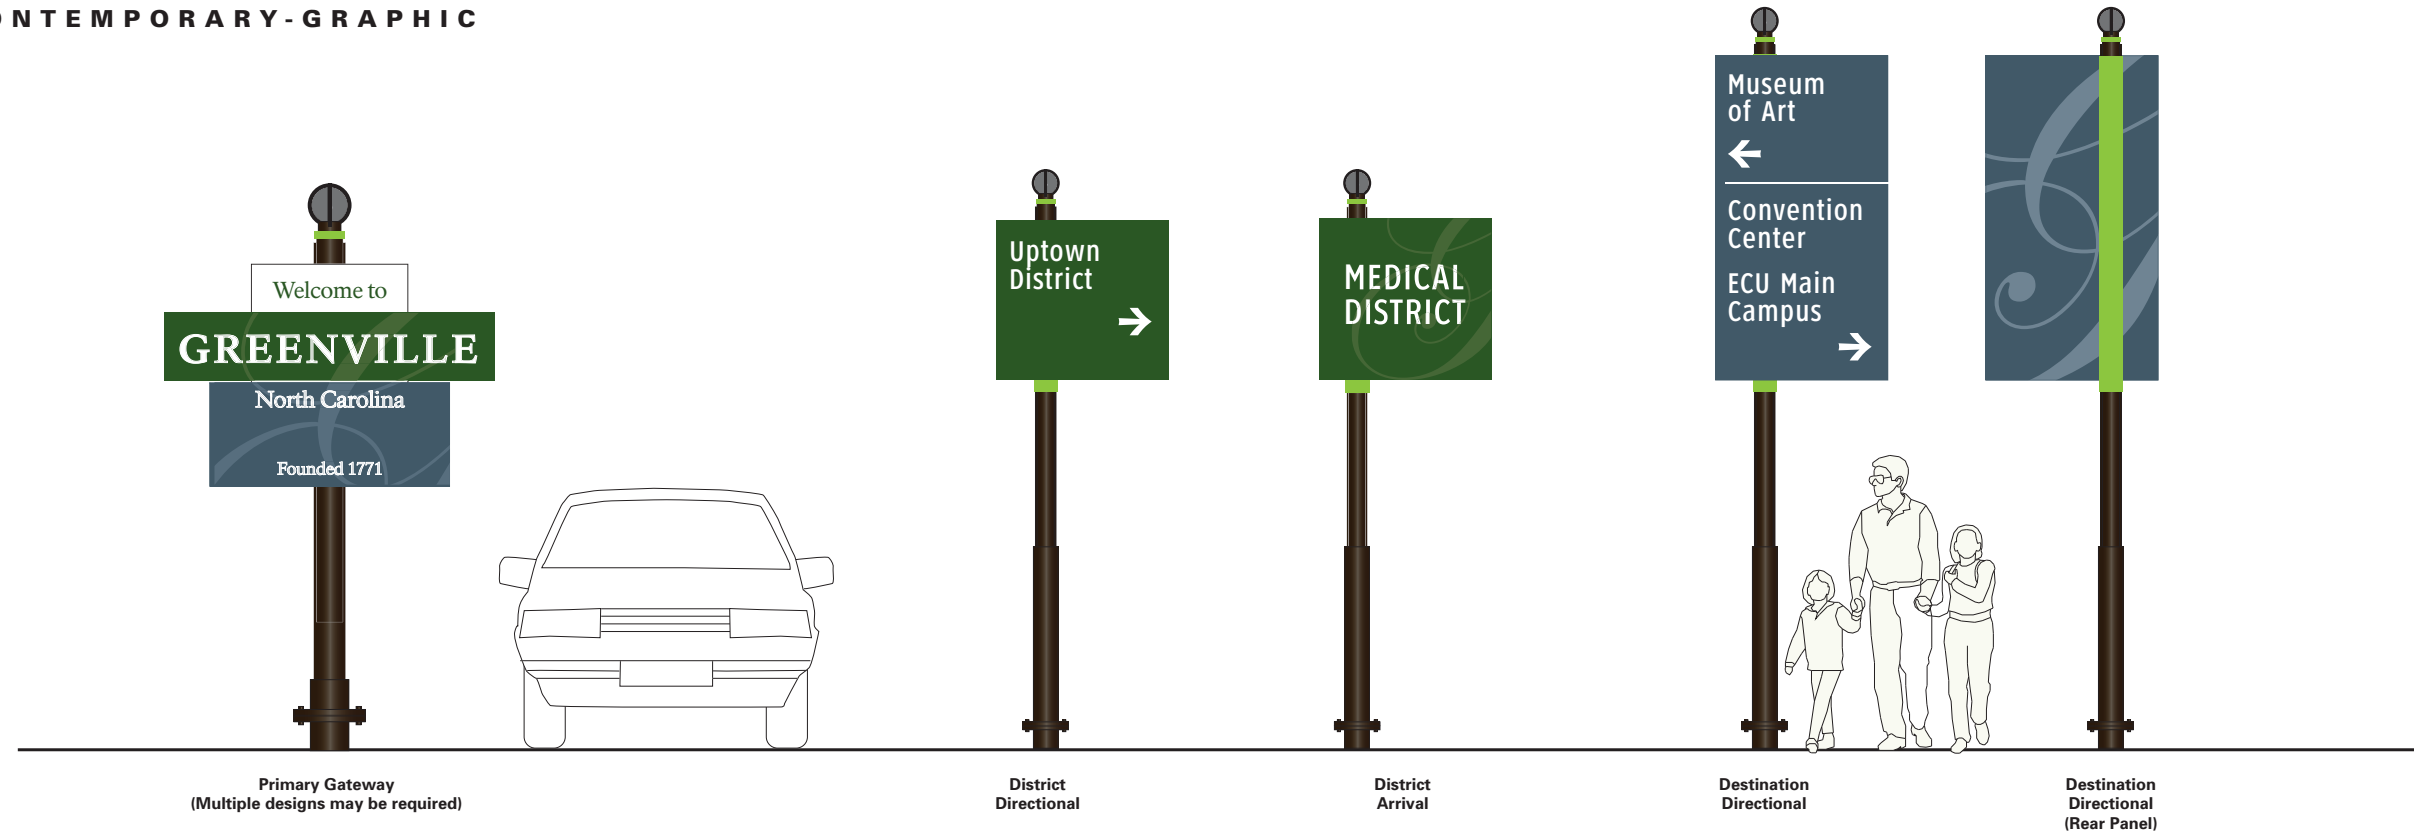 ONTEMPORARY-GRAPHIC
Welcome to
GREENVILLE
North Carolina
Founded 1771
Uptown
District
MEDICAL
DISTRICT
Museum
of Art
Convention
Center
ECU Main
Campus
Primary Gateway
(Multiple designs may be required)
District
Directional
District
Arrival
Destination
Directional
Destination
Directional
(Rear Panel)